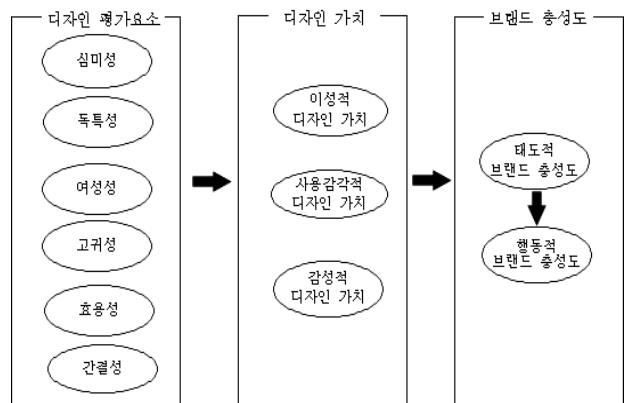 디자인 평가요소
심미성
독특성
여성성
고귀성
효용성
간결성
디자인 가치
이성적
디자인 가치
사용감각적
디자인 가치
감성적
디자인 가치
브랜드 충성도
태도적
브랜드 충성도
행동적
브랜드 충성도